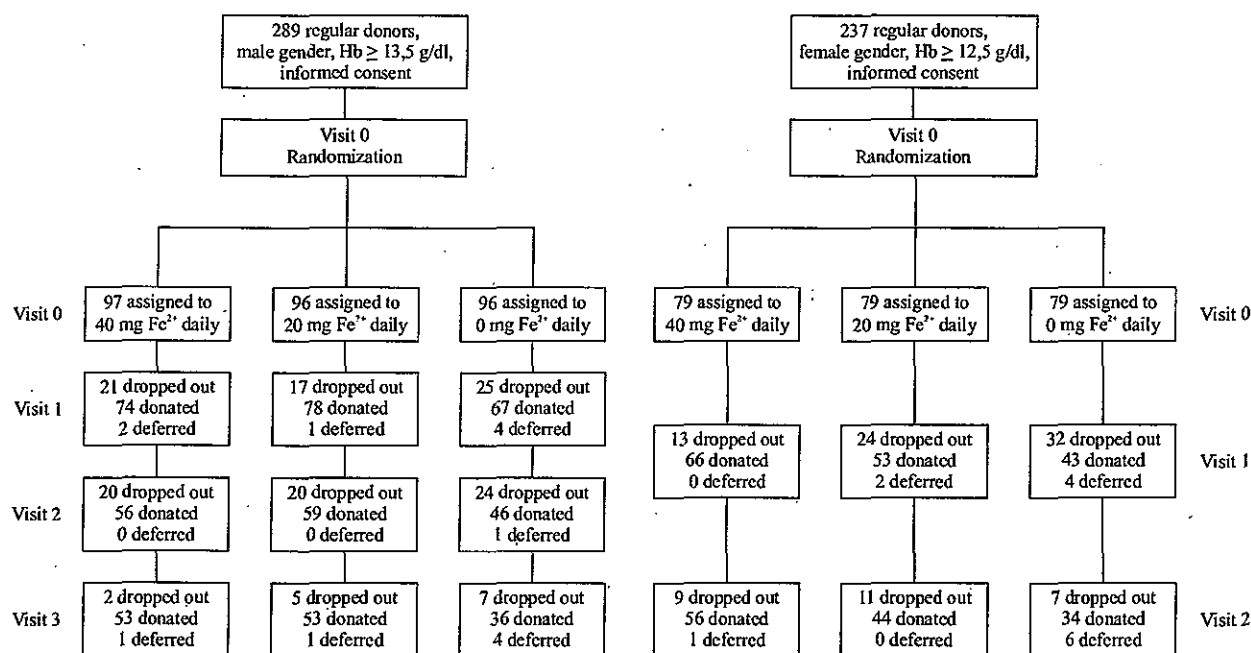 289 regular donors,
male gender, Hb ≥ 13,5 g/dl,
informed consent
237 regular donors,
female gender, Hb ≥ 12,5 g/dl,
informed consent
Visit 0
Randomization
Visit 0
Randomization
Visit 0
97 assigned to
40 mg Fe²⁺ daily
96 assigned to
20 mg Fe²⁺ daily
96 assigned to
0 mg Fe²⁺ daily
79 assigned to
40 mg Fe²⁺ daily
79 assigned to
20 mg Fe²⁺ daily
79 assigned to
0 mg Fe²⁺ daily
Visit 0
Visit 1
21 dropped out
74 donated
2 deferred
17 dropped out
78 donated
1 deferred
25 dropped out
67 donated
4 deferred
13 dropped out
66 donated
0 deferred
24 dropped out
53 donated
2 deferred
32 dropped out
43 donated
4 deferred
Visit 1
Visit 2
20 dropped out
56 donated
0 deferred
20 dropped out
59 donated
0 deferred
24 dropped out
46 donated
1 deferred
Visit 3
2 dropped out
53 donated
1 deferred
5 dropped out
53 donated
1 deferred
7 dropped out
36 donated
4 deferred
9 dropped out
56 donated
1 deferred
11 dropped out
44 donated
0 deferred
7 dropped out
34 donated
6 deferred
Visit 2